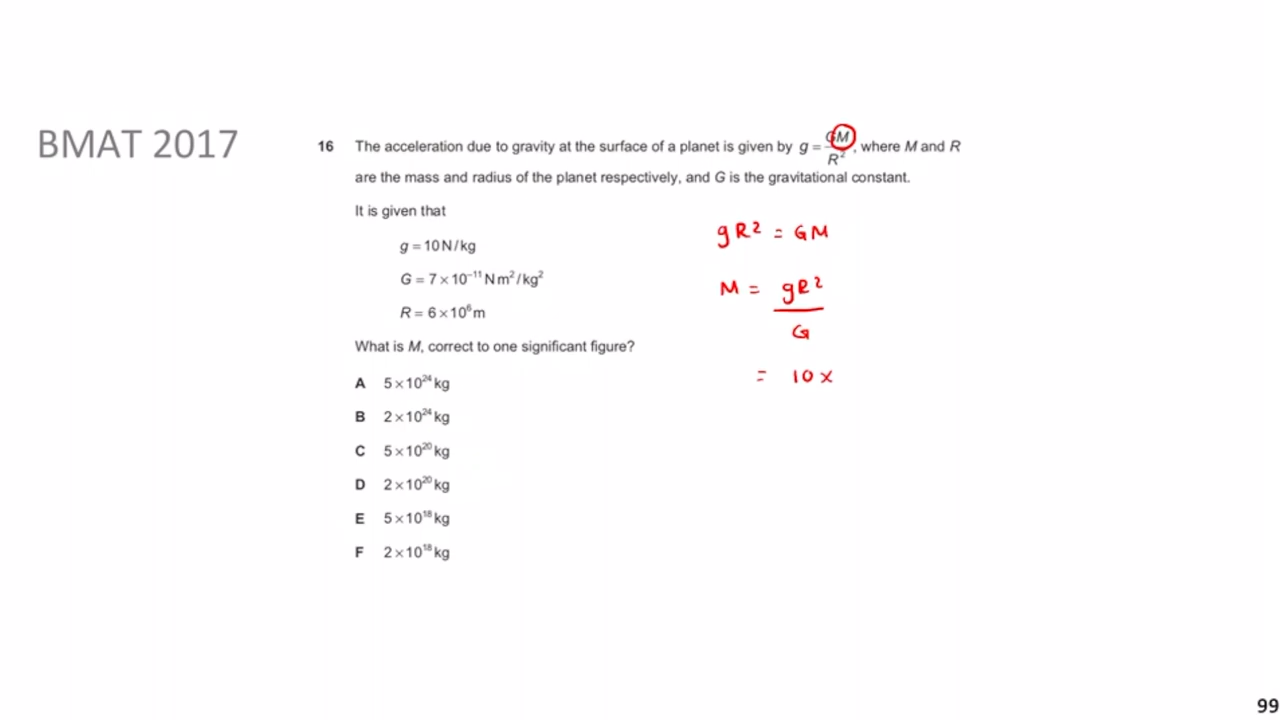 BMAT 2017
16 The acceleration due to gravity at the surface of a planet is given by g = GM/R², where M and R
are the mass and radius of the planet respectively, and G is the gravitational constant.
It is given that
g = 10 N/kg
G = 7 × 10⁻¹¹ N m²/kg²
R = 6 × 10⁶ m
What is M, correct to one significant figure?
A 5 × 10²⁴ kg
B 2 × 10²⁴ kg
C 5 × 10²⁰ kg
D 2 × 10²⁰ kg
E 5 × 10¹⁸ kg
F 2 × 10¹⁸ kg
gR² = GM
M = gR²
G
= 10 ×
99